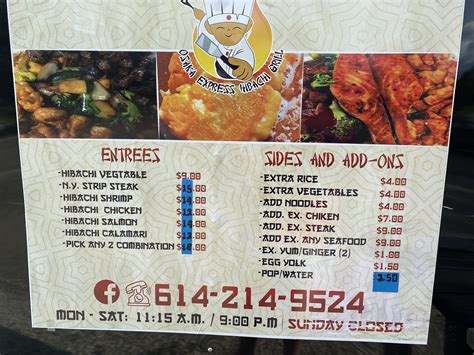 OSAKA EXPRESS HIBACHI GRILL
ENTREES
-HIBACHI VEGTABLE $9.00
-N.Y. STRIP STEAK $15.00
-HIBACHI SHRIMP $14.00
-HIBACHI CHICKEN $12.00
-HIBACHI SALMON $14.00
-HIBACHI CALAMARI $12.00
-PICK ANY 2 COMBINATION $18.00
SIDES AND ADD-ONS
-EXTRA RICE $4.00
-EXTRA VEGETABLES $4.00
-ADD NOODLES $4.00
-ADD. EX. CHIKEN $7.00
-ADD. EX. STEAK $9.00
-ADD EX. ANY SEAFOOD $9.00
-EX. YUM/GINGER (2) $1.00
-EGG YOLK $1.50
-POP/WATER 2.50
614-214-9524
MON - SAT: 11:15 A.M. / 9:00 P.M SUNDAY CLOSED